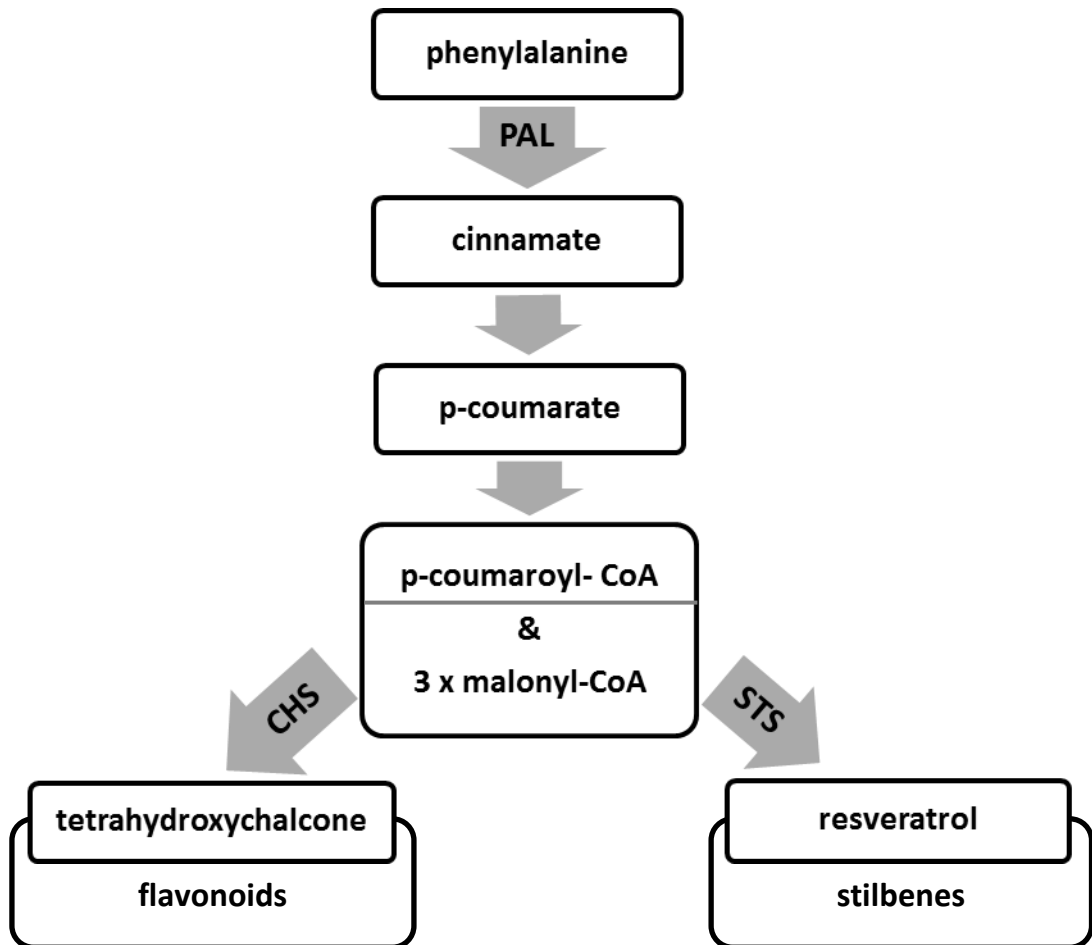 phenylalanine
PAL
cinnamate
p-coumarate
p-coumaroyl- CoA
&
3 x malonyl-CoA
CHS
STS
tetrahydroxychalcone
flavonoids
resveratrol
stilbenes